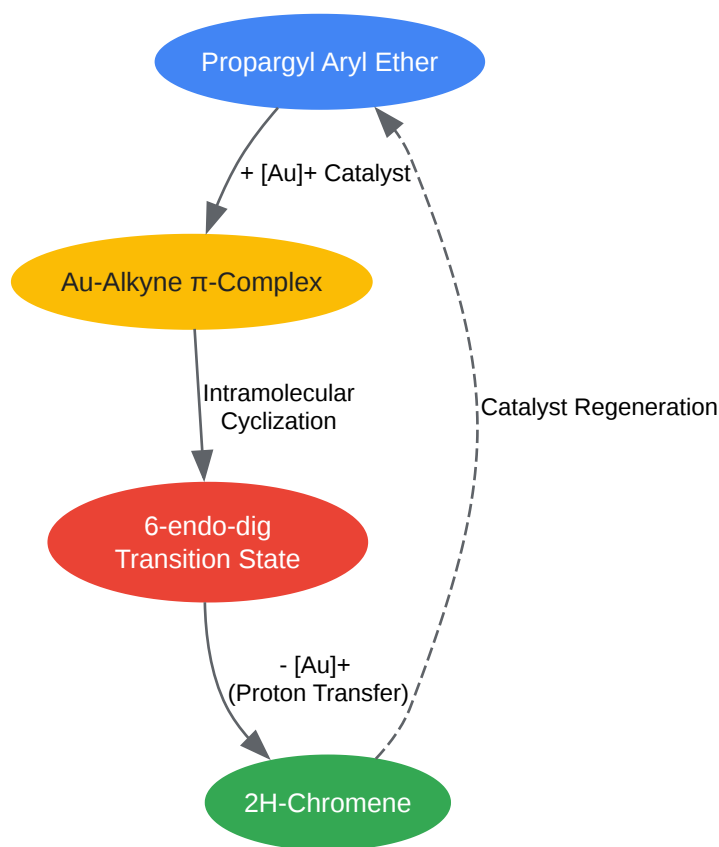 Propargyl Aryl Ether
+ [Au]+ Catalyst
Au-Alkyne π-Complex
Intramolecular
Cyclization
Catalyst Regeneration
6-endo-dig
Transition State
- [Au]+
(Proton Transfer)
2H-Chromene